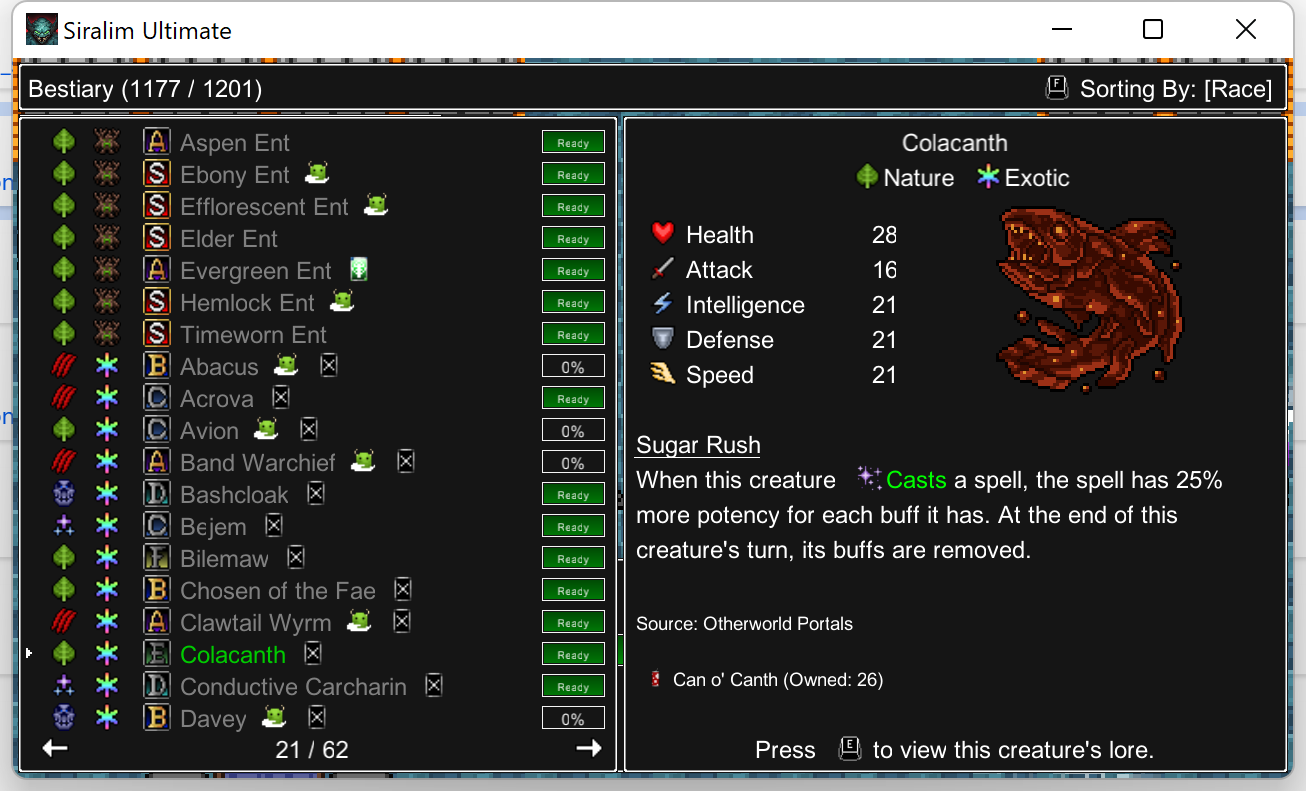 Siralim Ultimate
Bestiary (1177 / 1201)
F Sorting By: [Race]
A Aspen Ent Ready
S Ebony Ent Ready
S Efflorescent Ent Ready
S Elder Ent Ready
A Evergreen Ent Ready
S Hemlock Ent Ready
S Timeworn Ent Ready
B Abacus 0%
C Acrova Ready
C Avion 0%
A Band Warchief 0%
D Bashcloak Ready
C Bejem Ready
F Bilemaw Ready
B Chosen of the Fae Ready
A Clawtail Wyrm Ready
E Colacanth Ready
D Conductive Carcharin Ready
B Davey 0%
21 / 62
Colacanth
Nature Exotic
Health 28
Attack 16
Intelligence 21
Defense 21
Speed 21
Sugar Rush
When this creature Casts a spell, the spell has 25%
more potency for each buff it has. At the end of this
creature's turn, its buffs are removed.
Source: Otherworld Portals
Can o' Canth (Owned: 26)
Press E to view this creature's lore.